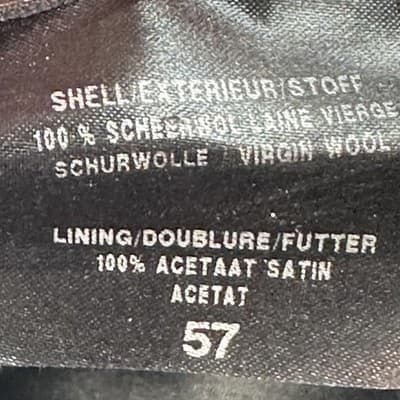 SHELL/EXTERIEUR/STOFF
100 % SCHEERWOL LAINE VIERGE
SCHURWOLLE / VIRGIN WOOL
LINING/DOUBLURE/FUTTER
100% ACETAAT SATIN
ACETAT
57